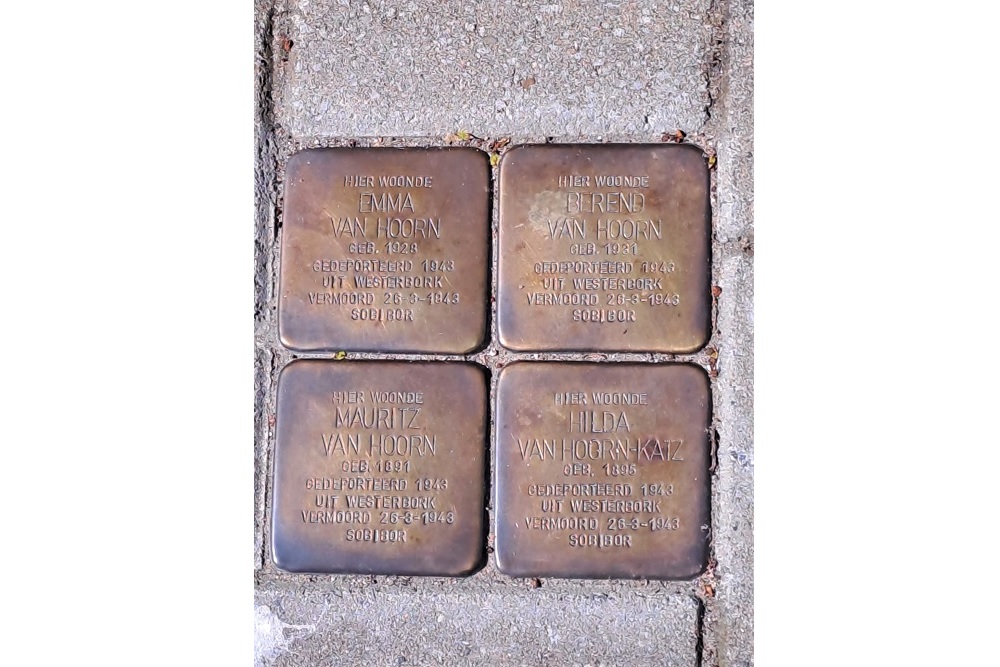 HIER WOONDE
EMMA
VAN HOORN
GEB. 1928
GEDEPORTEERD 1943
UIT WESTERBORK
VERMOORD 26-3-1943
SOBIBOR
HIER WOONDE
BEREND
VAN HOORN
GEB. 1931
GEDEPORTEERD 1943
UIT WESTERBORK
VERMOORD 26-3-1943
SOBIBOR
HIER WOONDE
MAURITZ
VAN HOORN
GEB. 1891
GEDEPORTEERD 1943
UIT WESTERBORK
VERMOORD 26-3-1943
SOBIBOR
HIER WOONDE
HILDA
VAN HOORN-KATZ
GEB. 1895
GEDEPORTEERD 1943
UIT WESTERBORK
VERMOORD 26-3-1943
SOBIBOR